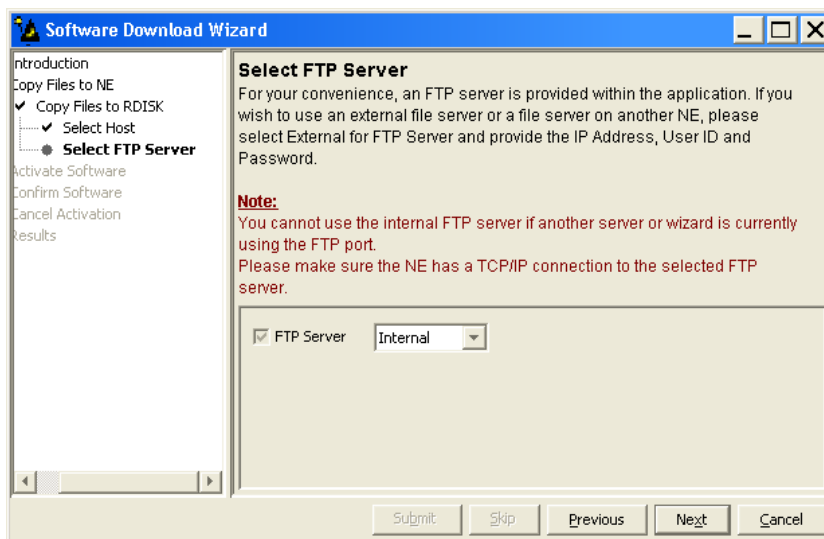 Software Download Wizard
ntroduction
Copy Files to NE
Copy Files to RDISK
Select Host
Select FTP Server
Activate Software
Confirm Software
Cancel Activation
Results
Select FTP Server
For your convenience, an FTP server is provided within the application. If you
wish to use an external file server or a file server on another NE, please
select External for FTP Server and provide the IP Address, User ID and
Password.
Note:
You cannot use the internal FTP server if another server or wizard is currently
using the FTP port.
Please make sure the NE has a TCP/IP connection to the selected FTP
server.
FTP Server Internal
Submit Skip Previous Next Cancel